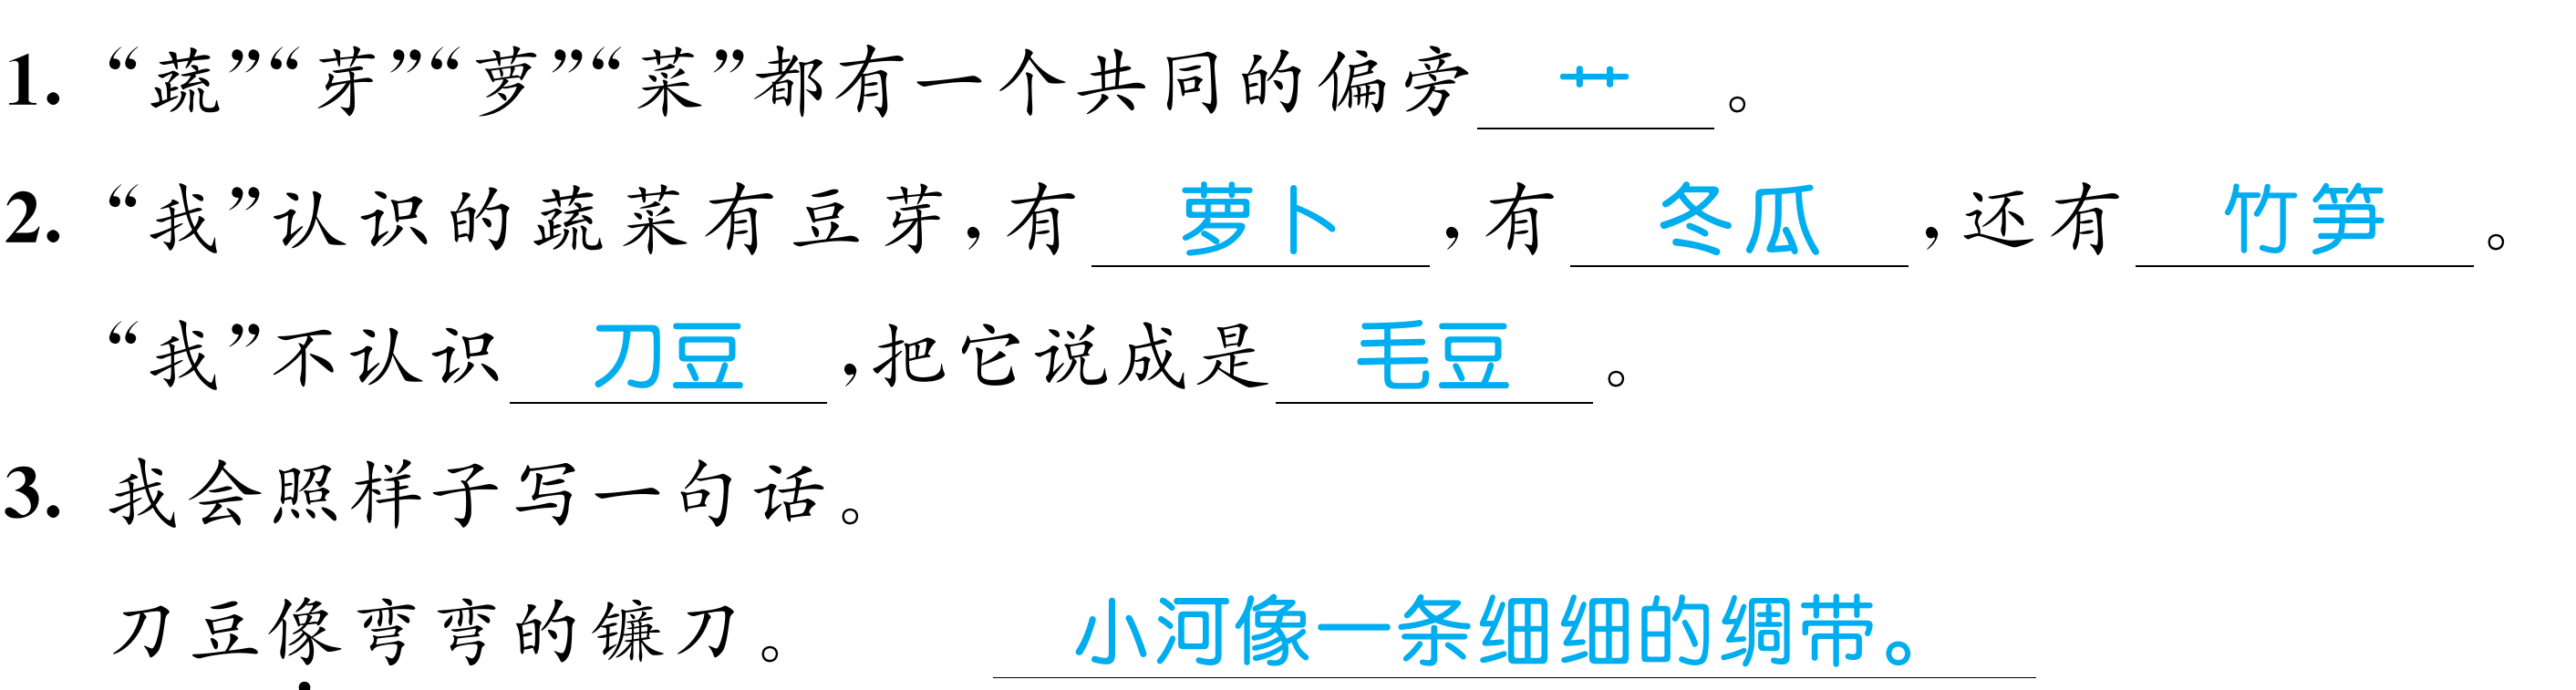 1. “蔬”“芽”“萝”“菜”都有一个共同的偏旁 艹 。
2. “我”认识的蔬菜有豆芽,有 萝卜 ,有 冬瓜 ,还有 竹笋 。
“我”不认识 刀豆 ,把它说成是 毛豆 。
3. 我会照样子写一句话。
刀豆像弯弯的镰刀。 小河像一条细细的绸带。